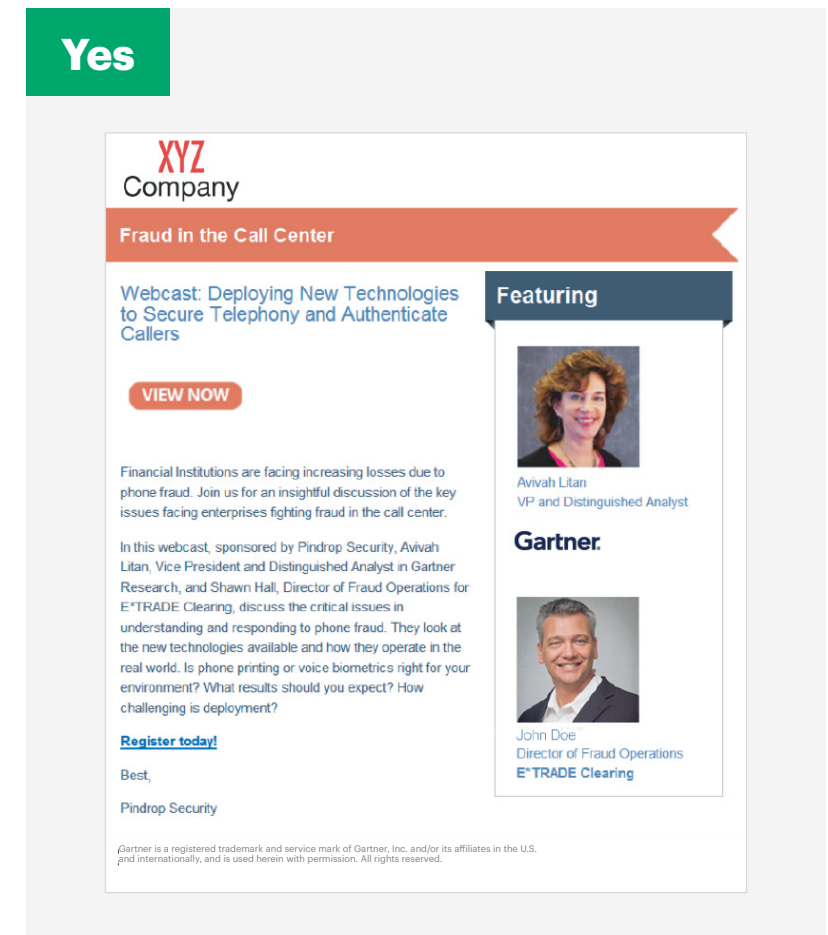 Yes
XYZ
Company
Fraud in the Call Center
Webcast: Deploying New Technologies
to Secure Telephony and Authenticate
Callers
VIEW NOW
Financial Institutions are facing increasing losses due to
phone fraud. Join us for an insightful discussion of the key
issues facing enterprises fighting fraud in the call center.
In this webcast, sponsored by Pindrop Security, Avivah
Litan, Vice President and Distinguished Analyst in Gartner
Research, and Shawn Hall, Director of Fraud Operations for
E*TRADE Clearing, discuss the critical issues in
understanding and responding to phone fraud. They look at
the new technologies available and how they operate in the
real world. Is phone printing or voice biometrics right for your
environment? What results should you expect? How
challenging is deployment?
Register today!
Best,
Pindrop Security
Featuring
Avivah Litan
VP and Distinguished Analyst
Gartner.
John Doe
Director of Fraud Operations
E*TRADE Clearing
Gartner is a registered trademark and service mark of Gartner, Inc. and/or its affiliates in the U.S.
and internationally, and is used herein with permission. All rights reserved.